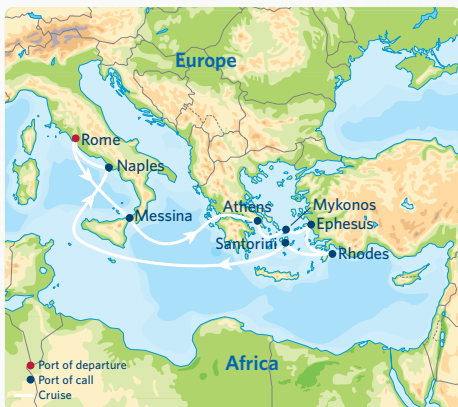 Europe
Rome
Naples
Messina
Athens
Mykonos
Ephesus
Santorini
Rhodes
Africa
Port of departure
Port of call
Cruise